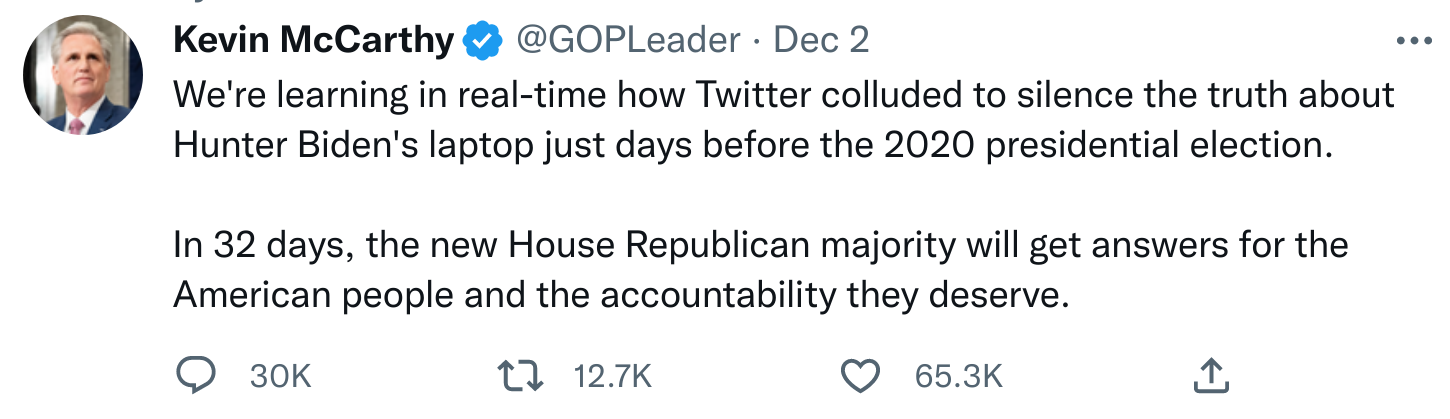 Kevin McCarthy @GOPLeader · Dec 2
We're learning in real-time how Twitter colluded to silence the truth about
Hunter Biden's laptop just days before the 2020 presidential election.
In 32 days, the new House Republican majority will get answers for the
American people and the accountability they deserve.
30K 12.7K 65.3K